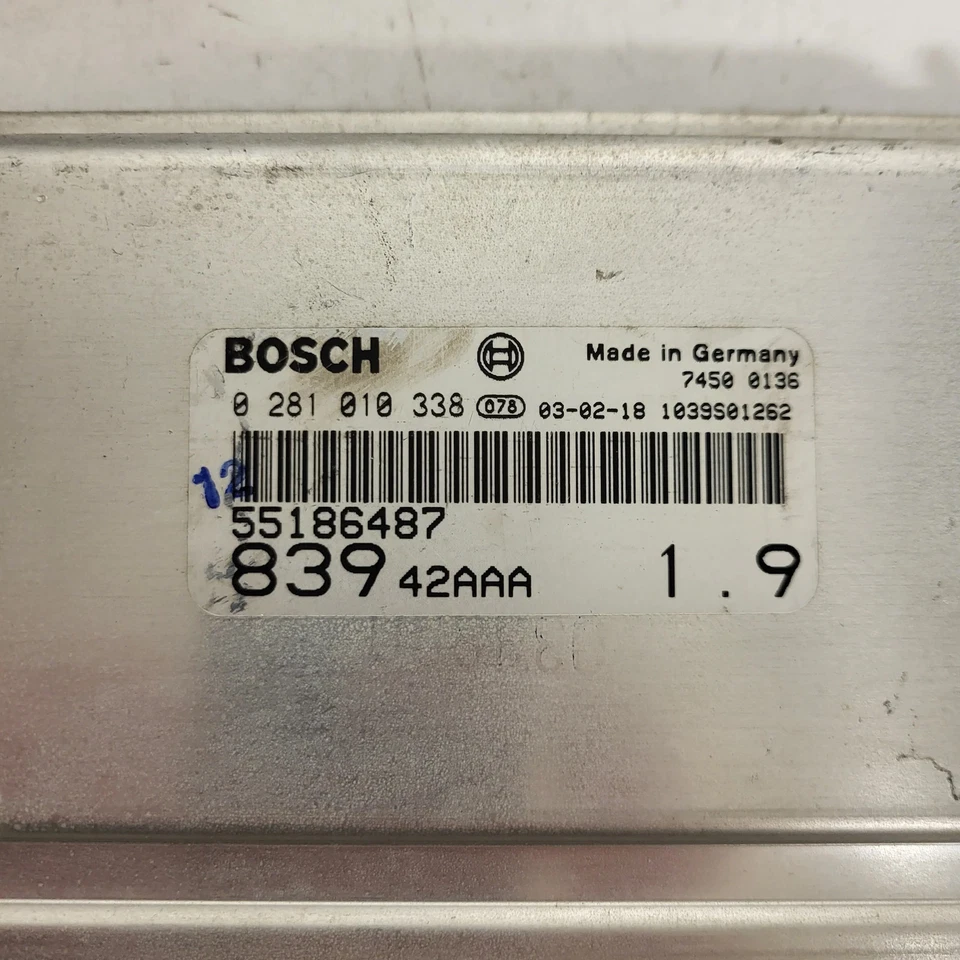 BOSCH Made in Germany
7450 0136
0 281 010 338 078 03-02-18 1039S01262
12
55186487
839 42AAA 1.9